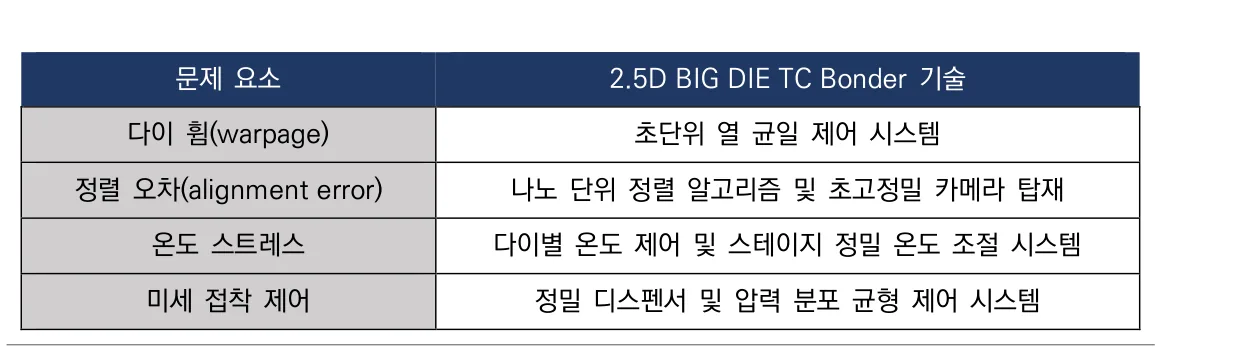 문제 요소 2.5D BIG DIE TC Bonder 기술
다이 휨(warpage) 초단위 열 균일 제어 시스템
정렬 오차(alignment error) 나노 단위 정렬 알고리즘 및 초고정밀 카메라 탑재
온도 스트레스 다이별 온도 제어 및 스테이지 정밀 온도 조절 시스템
미세 접착 제어 정밀 디스펜서 및 압력 분포 균형 제어 시스템